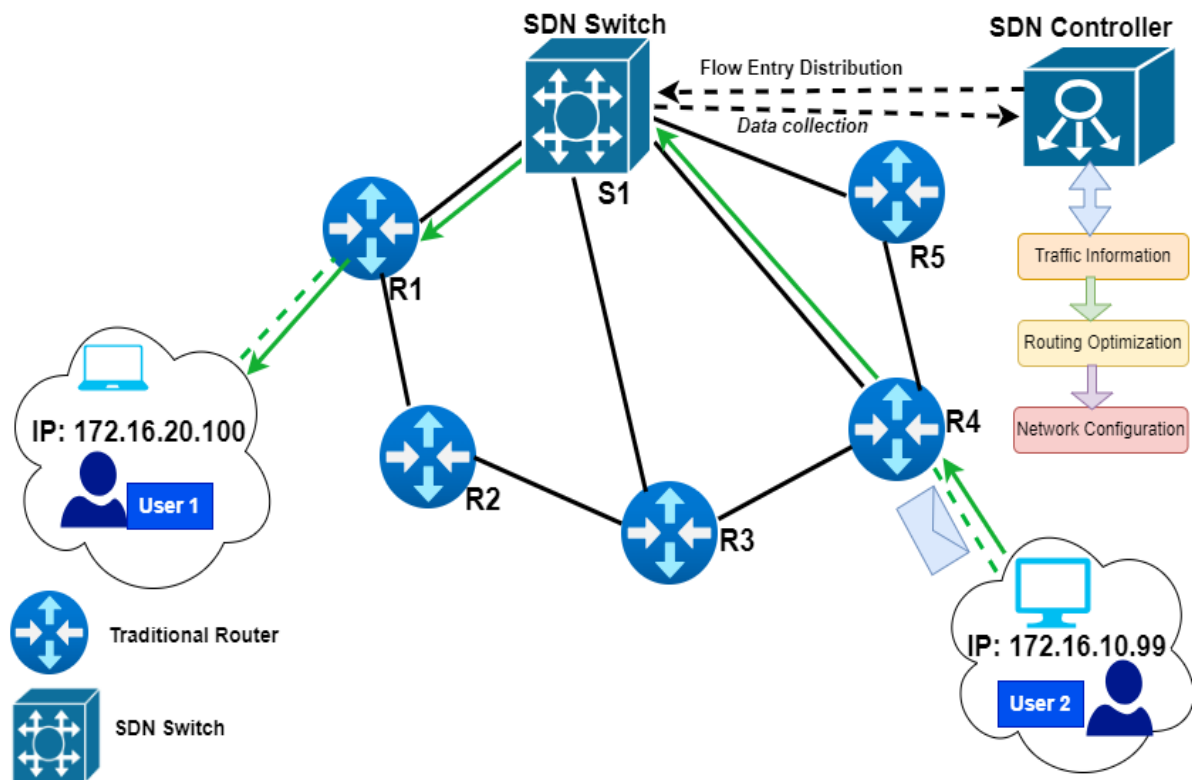 SDN Switch
SDN Controller
Flow Entry Distribution
Data collection
S1
R1
R5
Traffic Information
Routing Optimization
Network Configuration
R4
IP: 172.16.20.100
User 1
R2
R3
Traditional Router
IP: 172.16.10.99
User 2
SDN Switch